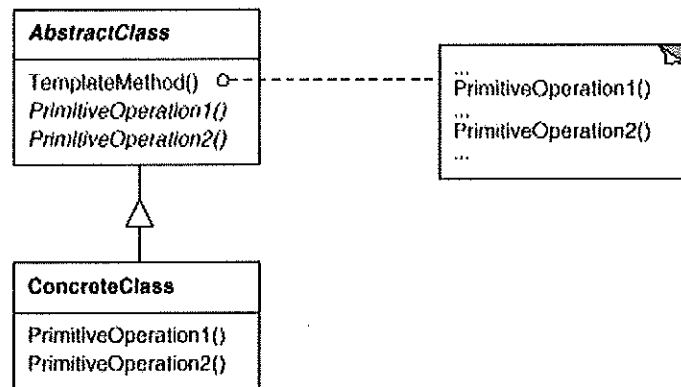 AbstractClass
TemplateMethod()
PrimitiveOperation1()
PrimitiveOperation2()
...
PrimitiveOperation1()
...
PrimitiveOperation2()
...
ConcreteClass
PrimitiveOperation1()
PrimitiveOperation2()